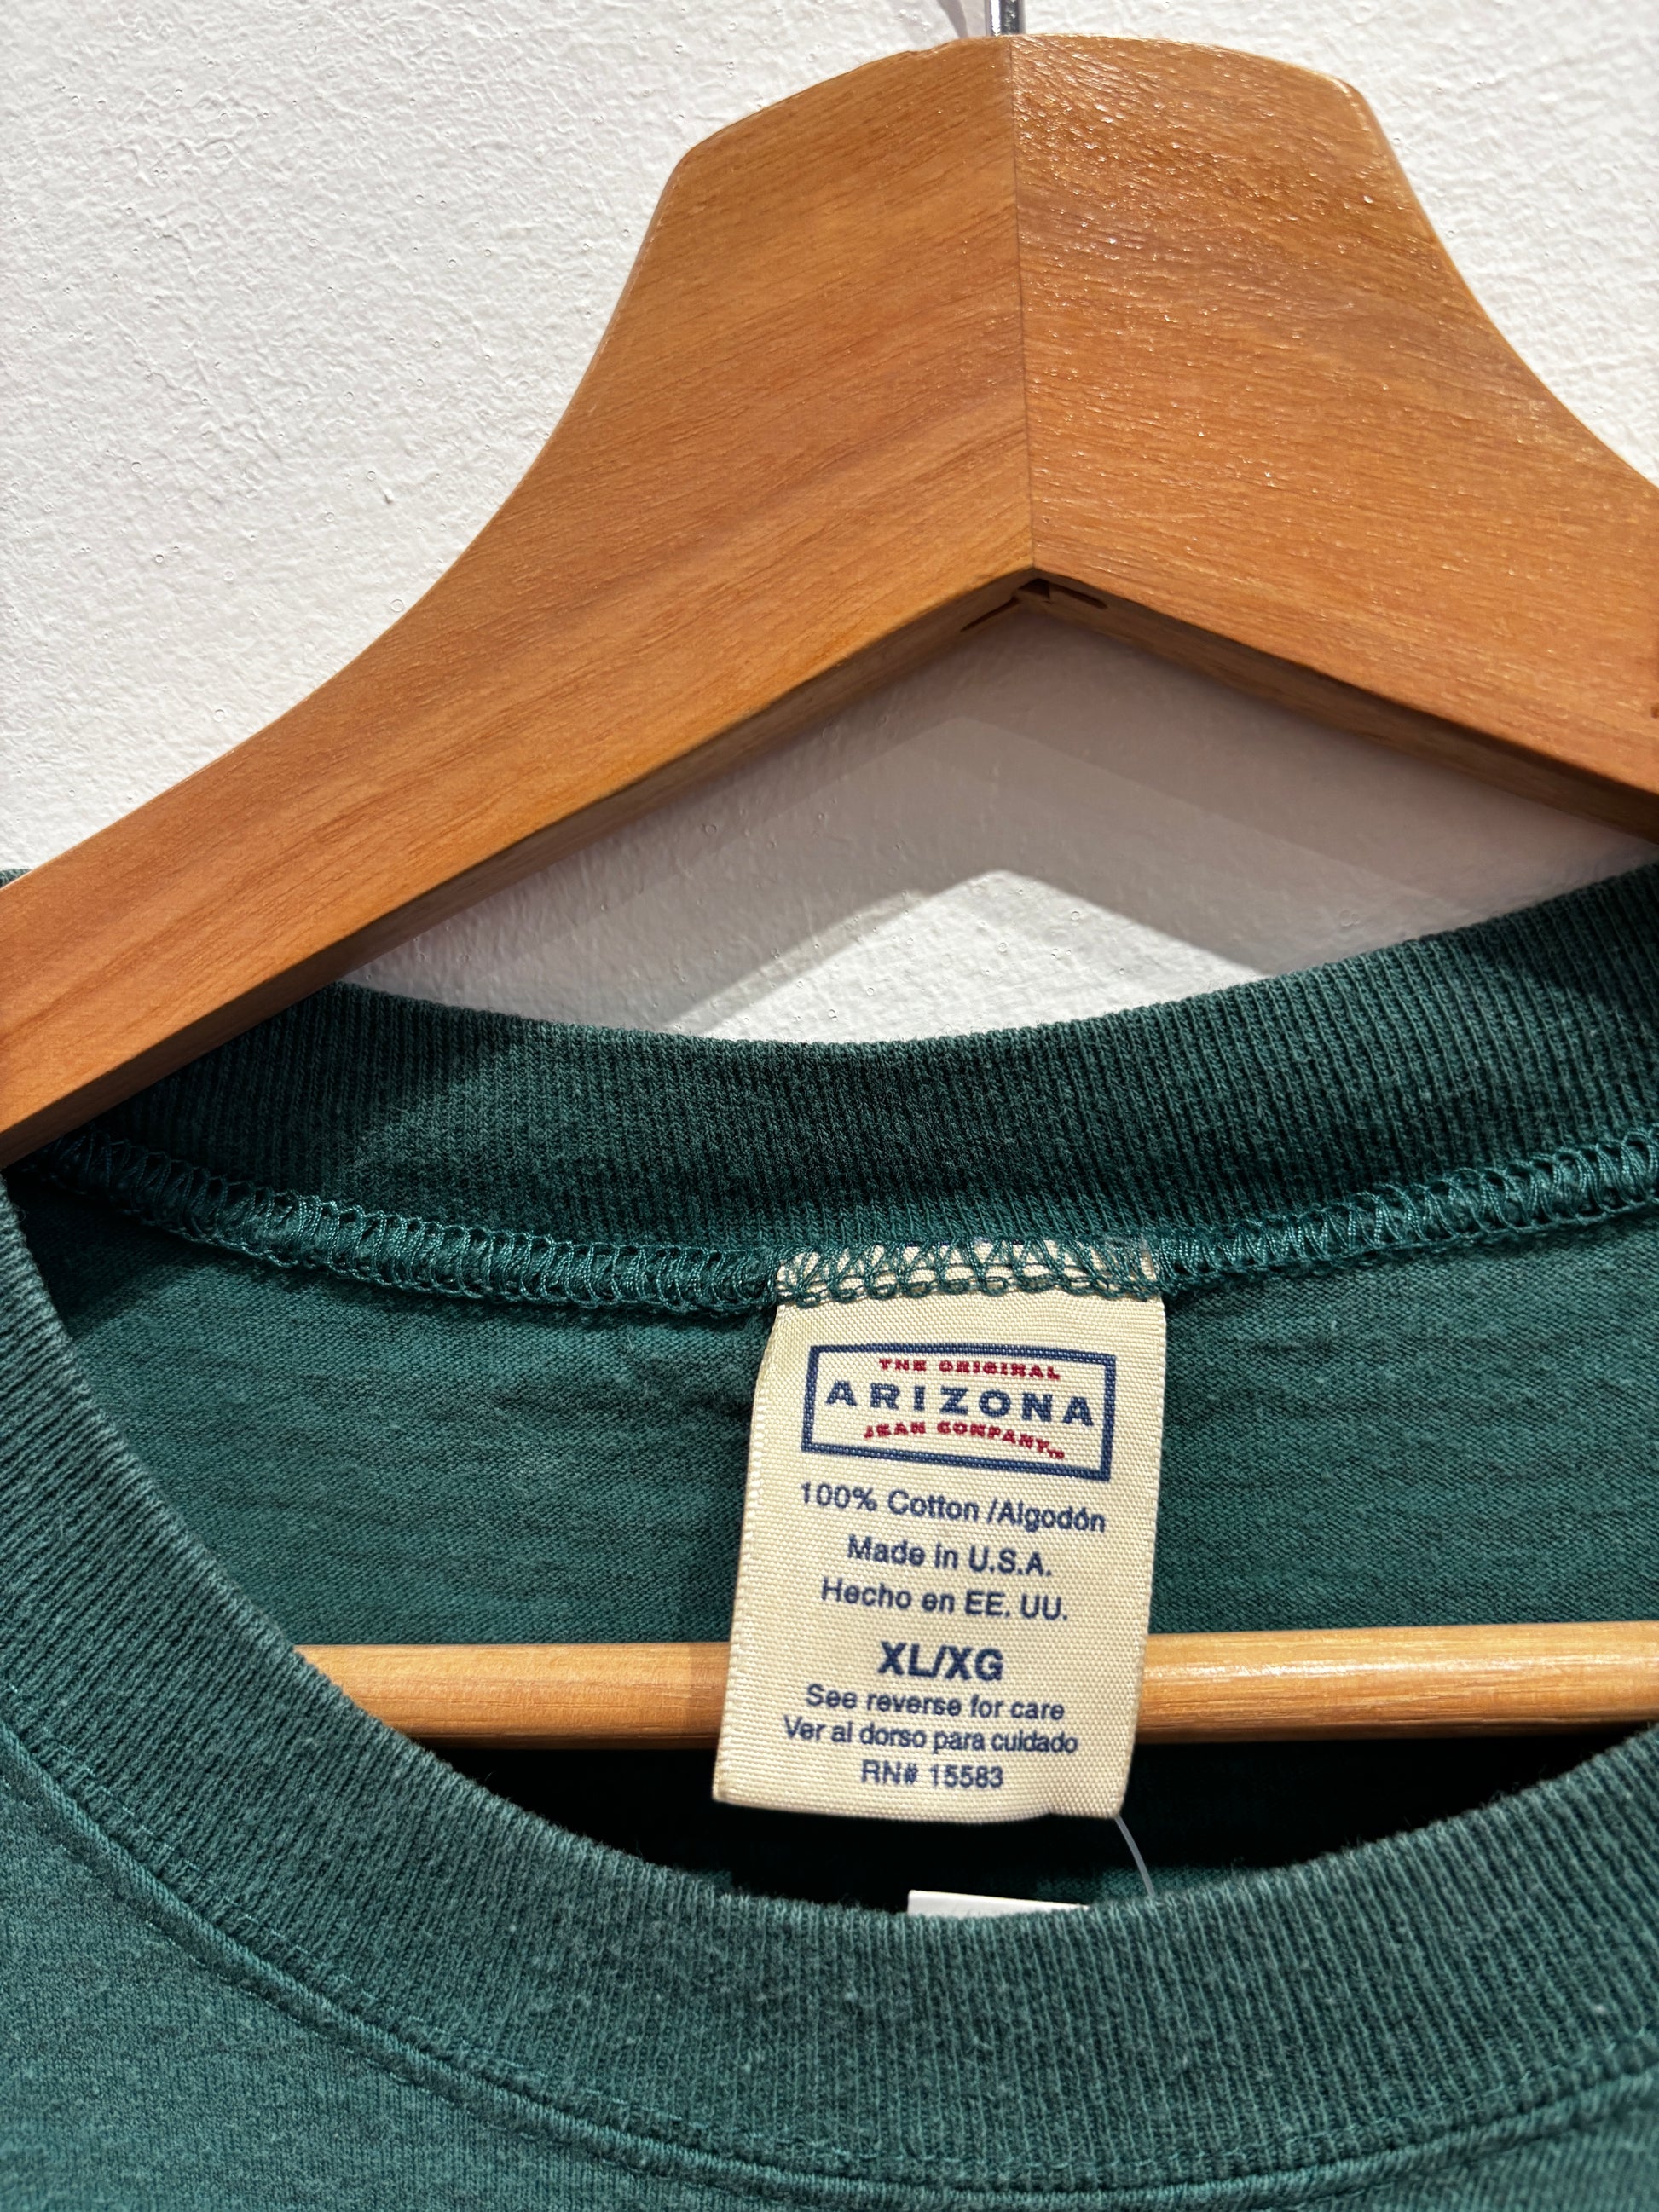 THE ORIGINAL
ARIZONA
JEAN COMPANY™
100% Cotton /Algodón
Made in U.S.A.
Hecho en EE. UU.
XL/XG
See reverse for care
Ver al dorso para cuidado
RN# 15583